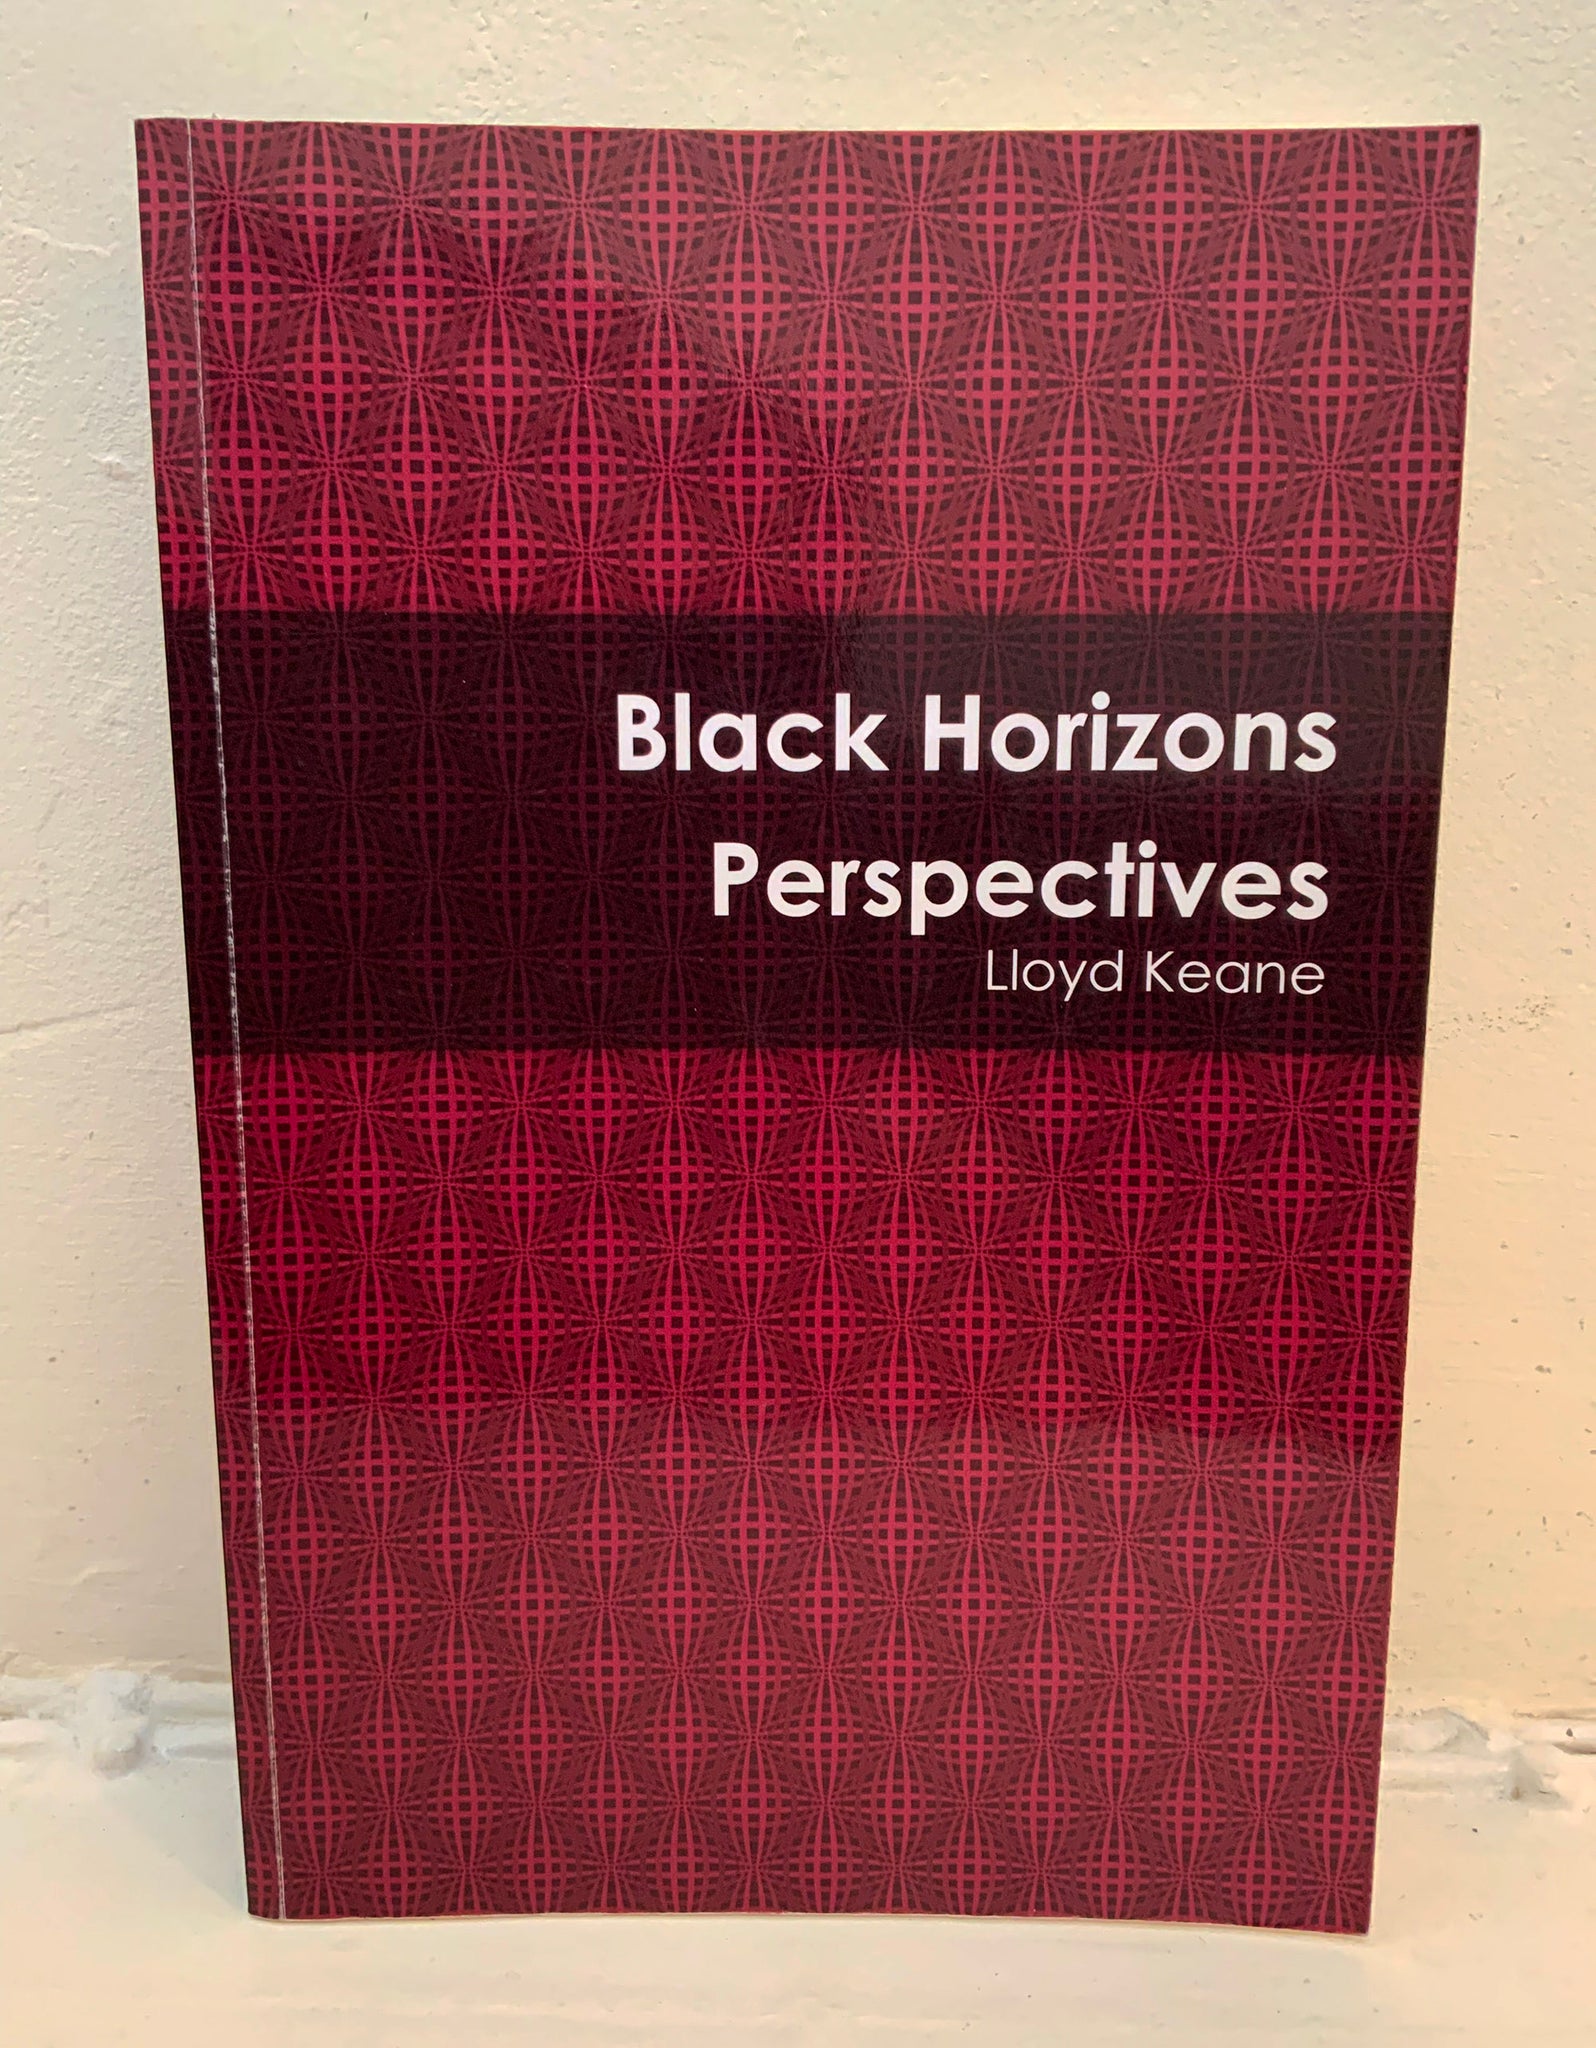 Black Horizons
Perspectives
Lloyd Keane